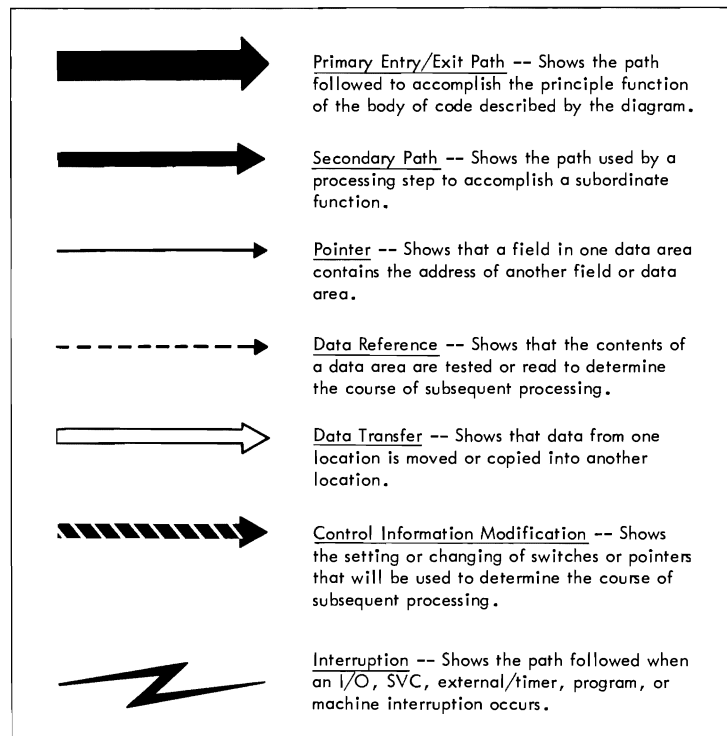 Primary Entry/Exit Path -- Shows the path
followed to accomplish the principle function
of the body of code described by the diagram.
Secondary Path -- Shows the path used by a
processing step to accomplish a subordinate
function.
Pointer -- Shows that a field in one data area
contains the address of another field or data
area.
Data Reference -- Shows that the contents of
a data area are tested or read to determine
the course of subsequent processing.
Data Transfer -- Shows that data from one
location is moved or copied into another
location.
Control Information Modification -- Shows
the setting or changing of switches or pointers
that will be used to determine the course of
subsequent processing.
Interruption -- Shows the path followed when
an I/O, SVC, external/timer, program, or
machine interruption occurs.